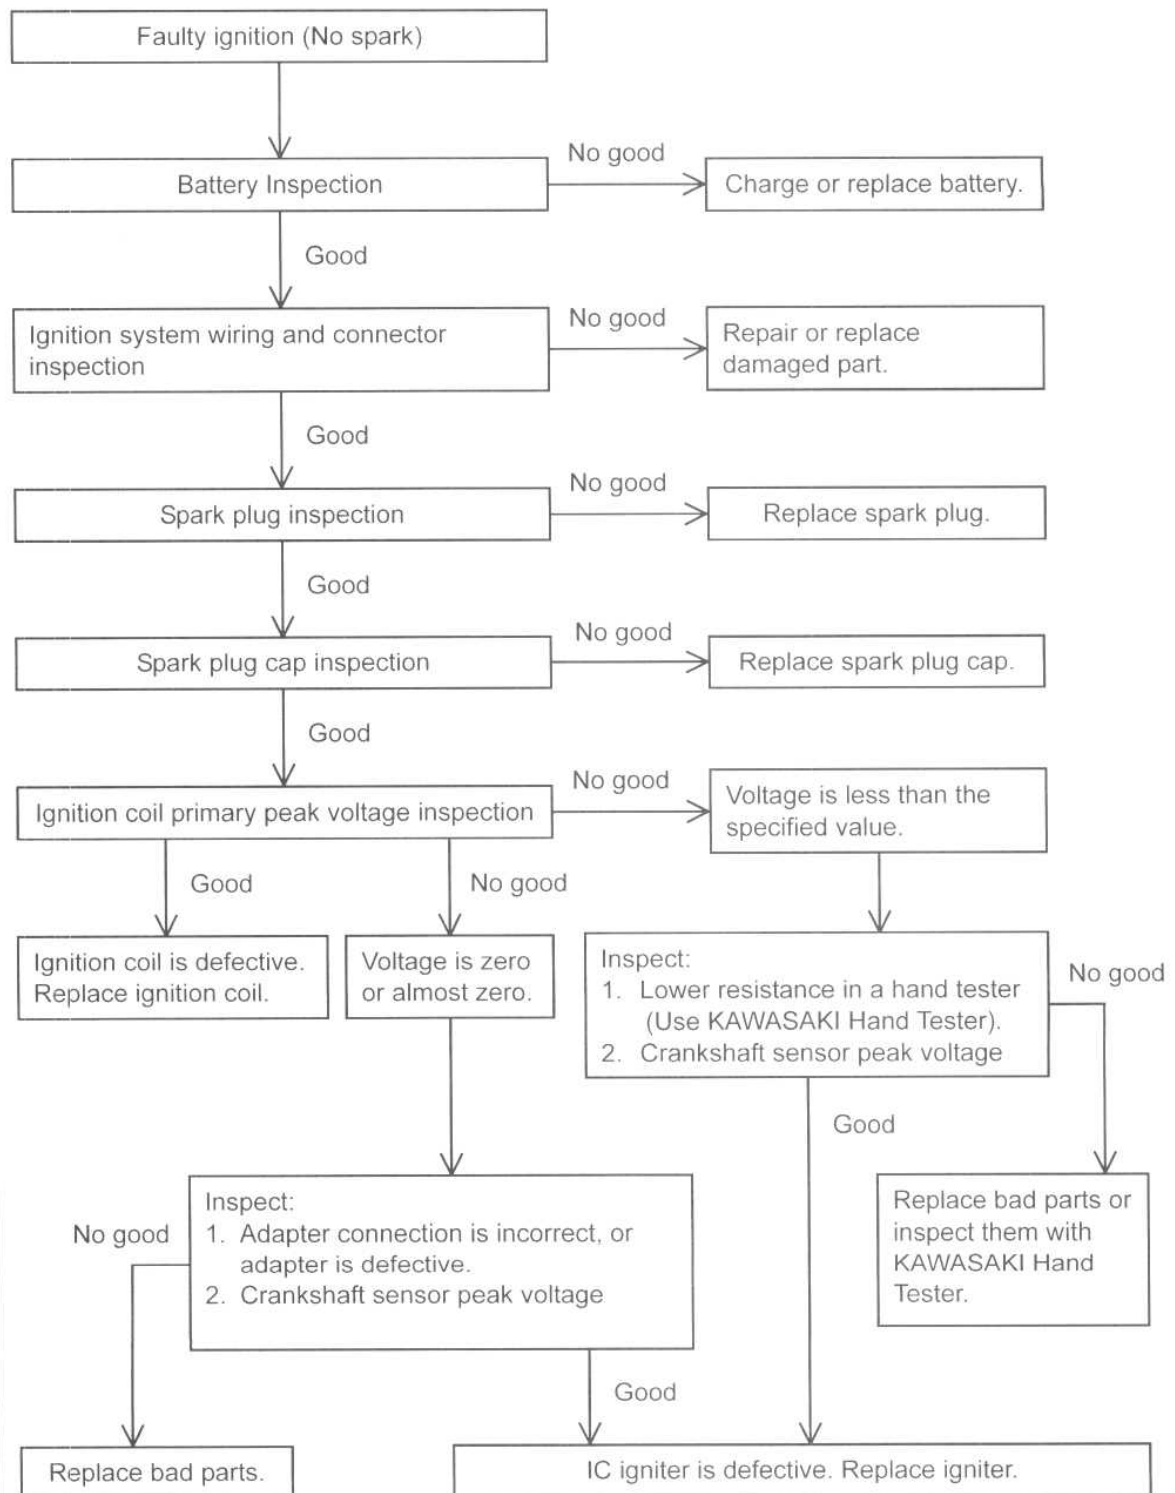 Faulty ignition (No spark)
No good
Battery Inspection
Charge or replace battery.
Good
No good
Ignition system wiring and connector
inspection
Repair or replace
damaged part.
Good
No good
Spark plug inspection
Replace spark plug.
Good
No good
Spark plug cap inspection
Replace spark plug cap.
Good
No good
Ignition coil primary peak voltage inspection
Voltage is less than the
specified value.
Good
No good
Ignition coil is defective.
Replace ignition coil.
Voltage is zero
or almost zero.
Inspect:
1. Lower resistance in a hand tester
(Use KAWASAKI Hand Tester).
2. Crankshaft sensor peak voltage
No good
Good
Inspect:
1. Adapter connection is incorrect, or
adapter is defective.
2. Crankshaft sensor peak voltage
No good
Replace bad parts or
inspect them with
KAWASAKI Hand
Tester.
Good
Replace bad parts.
IC igniter is defective. Replace igniter.